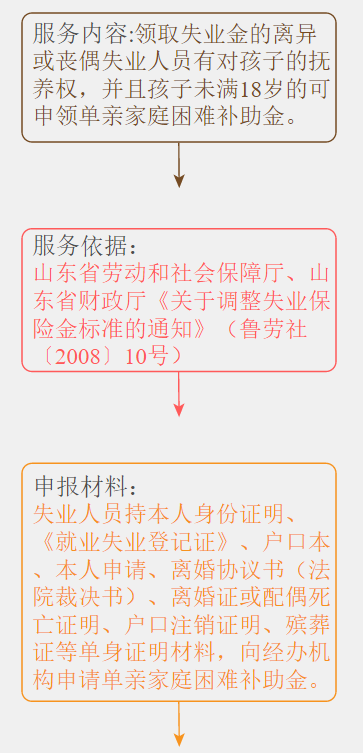 服务内容:领取失业金的离异
或丧偶失业人员有对孩子的抚
养权，并且孩子未满18岁的可
申领单亲家庭困难补助金。
服务依据：
山东省劳动和社会保障厅、山
东省财政厅《关于调整失业保
险金标准的通知》（鲁劳社
〔2008〕10号）
申报材料：
失业人员持本人身份证明、
《就业失业登记证》、户口本
、本人申请、离婚协议书（法
院裁决书）、离婚证或配偶死
亡证明、户口注销证明、殡葬
证等单身证明材料，向经办机
构申请单亲家庭困难补助金。